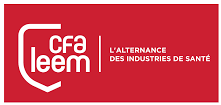 cfa
leem
L'ALTERNANCE
DES INDUSTRIES DE SANTÉ